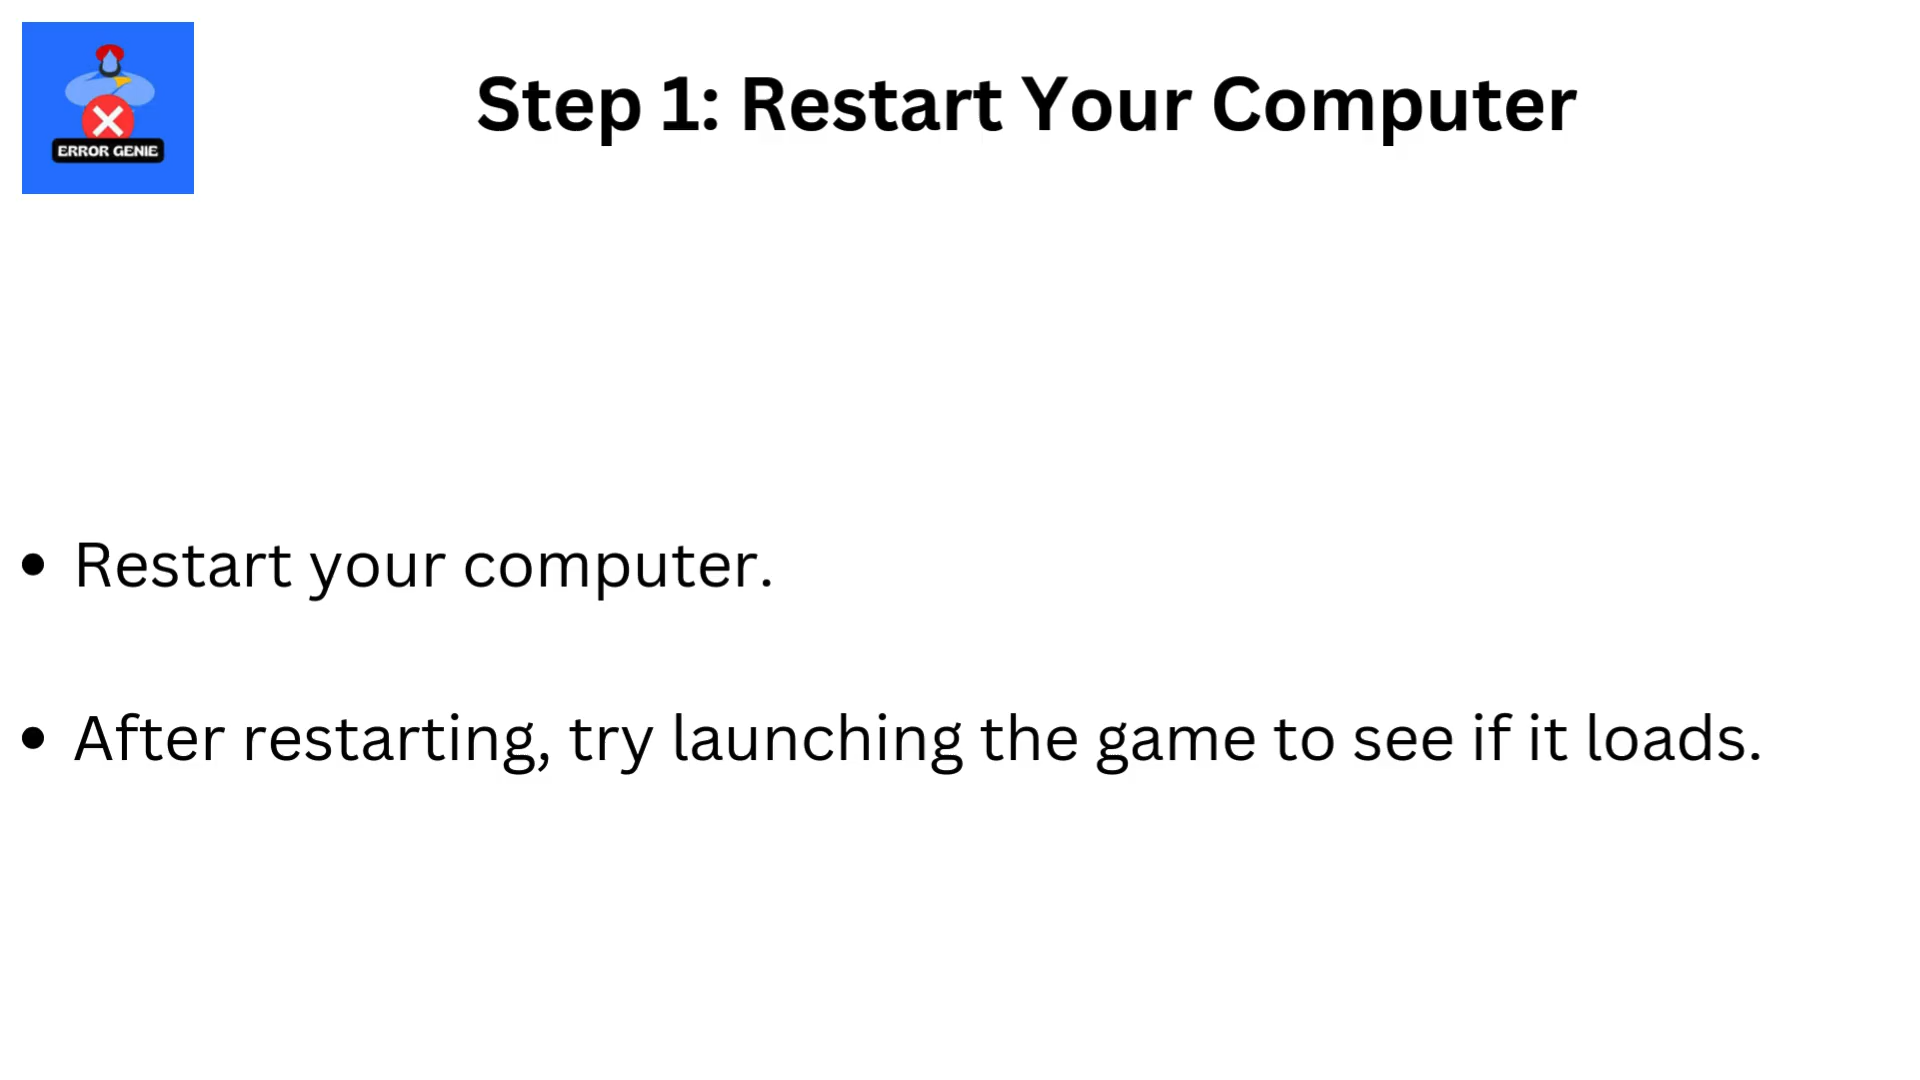 ERROR GENIE
Step 1: Restart Your Computer
• Restart your computer.
• After restarting, try launching the game to see if it loads.